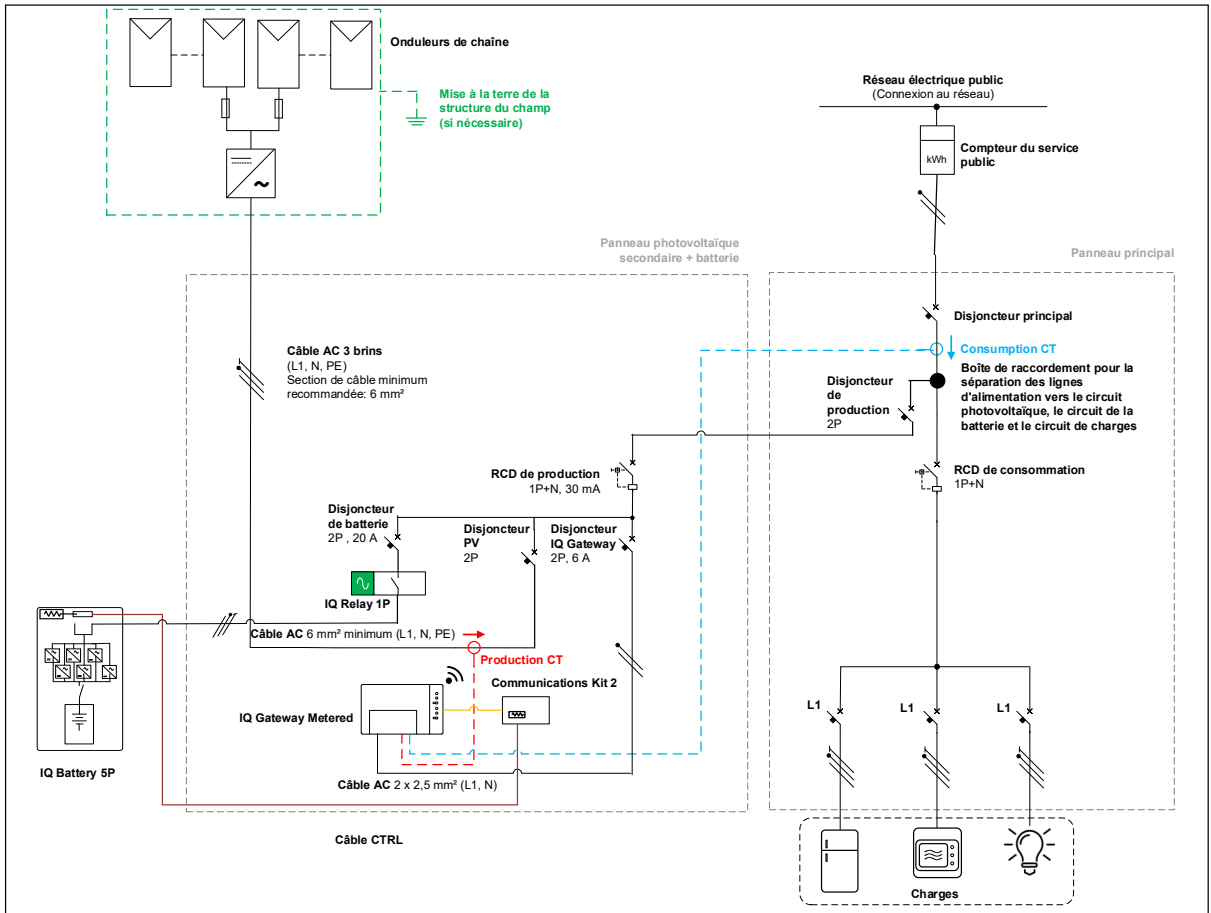 Onduleurs de chaîne
Mise à la terre de la
structure du champ
(si nécessaire)
Réseau électrique public
(Connexion au réseau)
kWh
Compteur du service
public
Panneau photovoltaïque
secondaire + batterie
Panneau principal
Disjoncteur principal
Consumption CT
Boîte de raccordement pour la
séparation des lignes
d'alimentation vers le circuit
photovoltaïque, le circuit de la
batterie et le circuit de charges
Câble AC 3 brins
(L1, N, PE)
Section de câble minimum
recommandée: 6 mm²
Disjoncteur
de
production
2P
RCD de production
1P+N, 30 mA
RCD de consommation
1P+N
Disjoncteur
de batterie
2P , 20 A
Disjoncteur
PV
2P
Disjoncteur
IQ Gateway
2P, 6 A
IQ Relay 1P
Câble AC 6 mm² minimum (L1, N, PE)
Production CT
Communications Kit 2
IQ Gateway Metered
L1
L1
L1
IQ Battery 5P
Câble AC 2 x 2,5 mm² (L1, N)
Câble CTRL
Charges